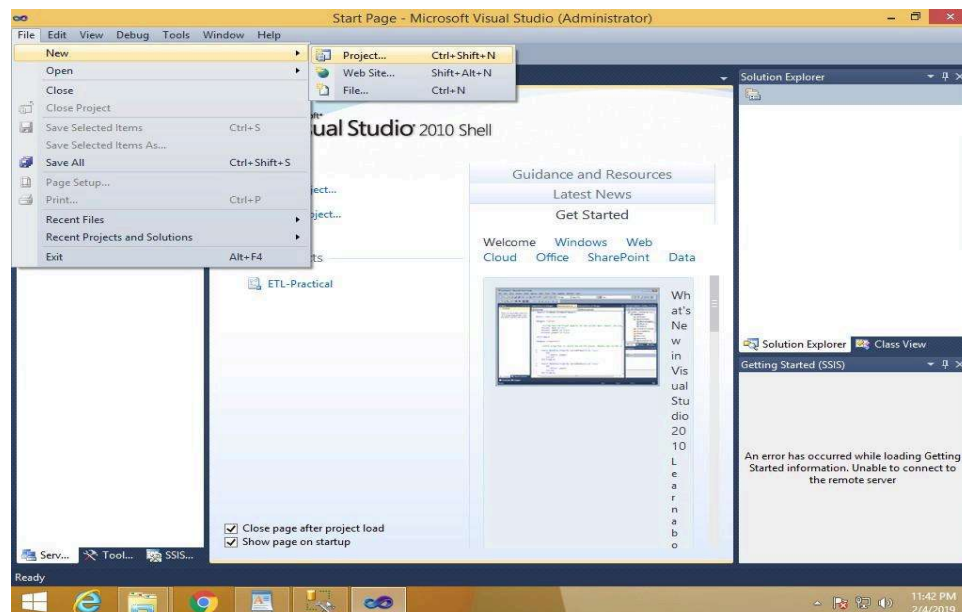 Start Page - Microsoft Visual Studio (Administrator)
File Edit View Debug Tools Window Help
New
Open
Close
Close Project
Save Selected Items Ctrl+S
Save Selected Items As...
Save All Ctrl+Shift+S
Page Setup...
Print... Ctrl+P
Recent Files
Recent Projects and Solutions
Exit Alt+F4
Project... Ctrl+Shift+N
Web Site... Shift+Alt+N
File... Ctrl+N
ual Studio 2010 Shell
ject...
oject...
ts
ETL-Practical
Close page after project load
Show page on startup
Guidance and Resources
Latest News
Get Started
Welcome Windows Web
Cloud Office SharePoint Data
Wh
at's
Ne
w
in
Vis
ual
Stu
dio
20
10
L
e
a
r
n
a
b
o
Solution Explorer
Solution Explorer Class View
Getting Started (SSIS)
An error has occurred while loading Getting
Started information. Unable to connect to
the remote server
Serv... Tool... SSIS...
Ready
11:42 PM
2/4/2019